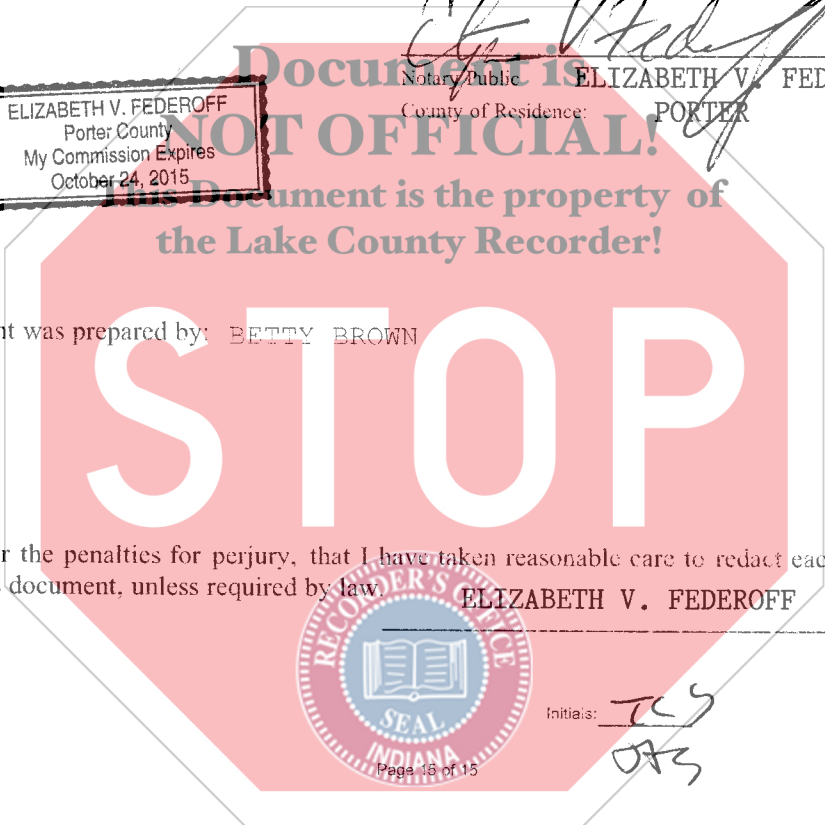 Document is
Notary Public ELIZABETH V. FED
ELIZABETH V. FEDEROFF
Porter County
My Commission Expires
October 24, 2015
County of Residence: PORTER
NOT OFFICIAL!
This Document is the property of
the Lake County Recorder!
nt was prepared by: BETTY BROWN
STOP
r the penalties for perjury, that I have taken reasonable care to redact eac
document, unless required by law. ELIZABETH V. FEDEROFF
RECORDER'S OFFICE
SEAL
INDIANA
Initials: TCS
Page 15 of 15